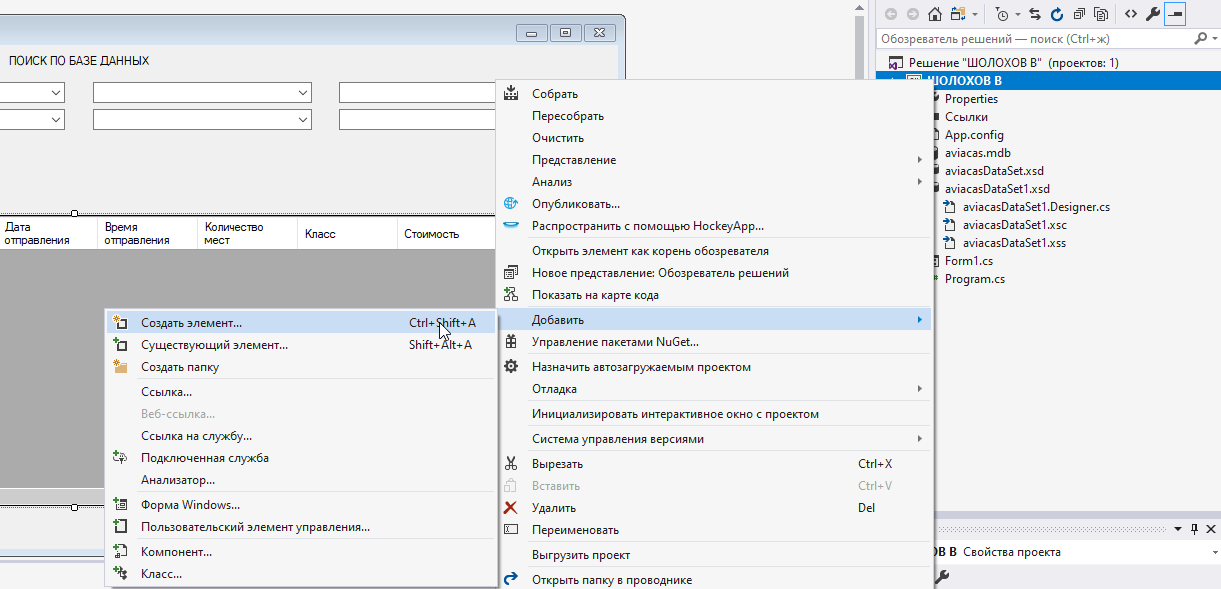 ПОИСК ПО БАЗЕ ДАННЫХ
Дата отправления
Время отправления
Количество мест
Класс
Стоимость
Собрать
Пересобрать
Очистить
Представление
Анализ
Опубликовать...
Распространить с помощью HockeyApp...
Открыть элемент как корень обозревателя
Новое представление: Обозреватель решений
Показать на карте кода
Добавить
Управление пакетами NuGet...
Назначить автозагружаемым проектом
Отладка
Инициализировать интерактивное окно с проектом
Система управления версиями
Вырезать Ctrl+X
Вставить Ctrl+V
Удалить Del
Переименовать
Выгрузить проект
Открыть папку в проводнике
Создать элемент... Ctrl+Shift+A
Существующий элемент... Shift+Alt+A
Создать папку
Ссылка...
Веб-ссылка...
Ссылка на службу...
Подключенная служба
Анализатор...
Форма Windows...
Пользовательский элемент управления...
Компонент...
Класс...
Обозреватель решений — поиск (Ctrl+ж)
Решение "ШОЛОХОВ В" (проектов: 1)
ШОЛОХОВ В
Properties
Ссылки
App.config
aviacas.mdb
aviacasDataSet.xsd
aviacasDataSet1.xsd
aviacasDataSet1.Designer.cs
aviacasDataSet1.xsc
aviacasDataSet1.xss
Form1.cs
Program.cs
ОВ В Свойства проекта